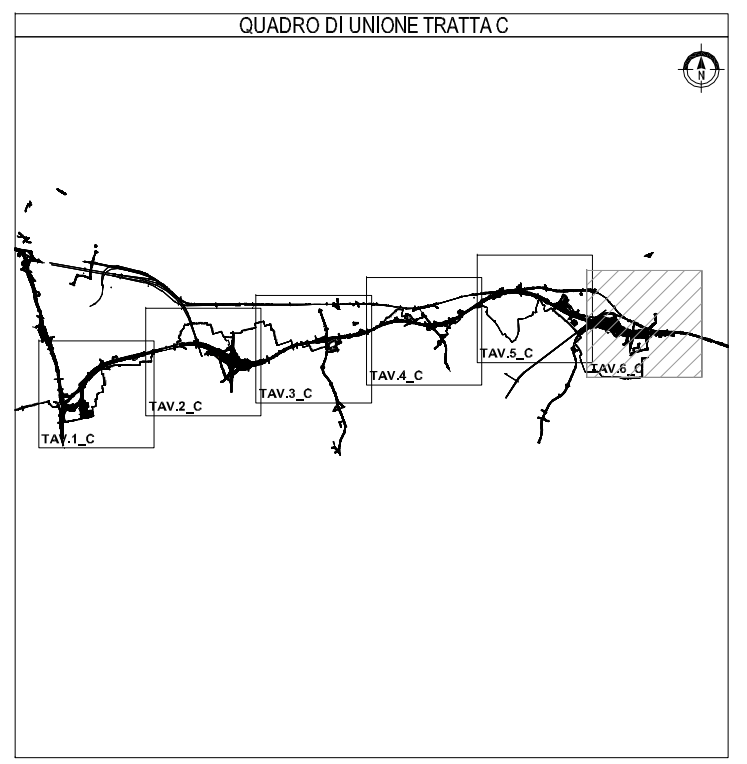 QUADRO DI UNIONE TRATTA C
N
TAV.1_C
TAV.2_C
TAV.3_C
TAV.4_C
TAV.5_C
TAV.6_C